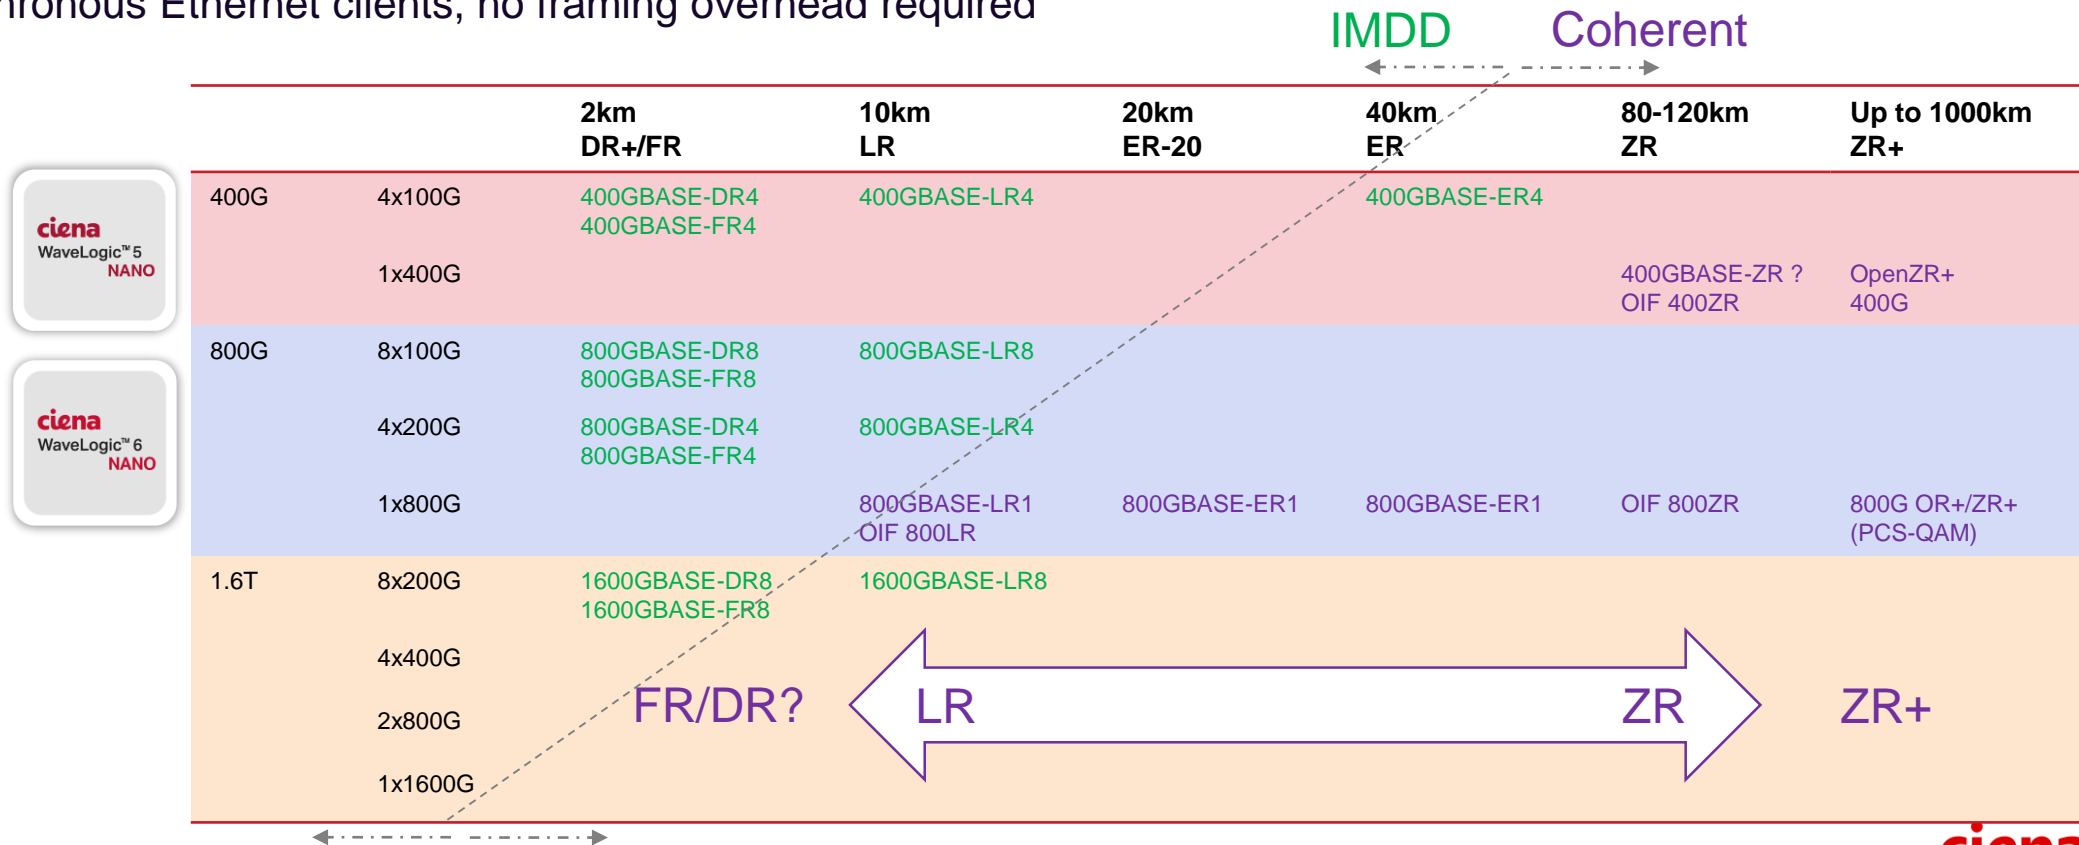 hronous Ethernet clients, no framing overhead required
IMDD Coherent
2km 10km 20km 40km 80-120km Up to 1000km
DR+/FR LR ER-20 ER ZR ZR+
ciena
WaveLogic™ 5
NANO
400G 4x100G 400GBASE-DR4 400GBASE-LR4 400GBASE-ER4
400GBASE-FR4
1x400G 400GBASE-ZR ? OpenZR+
OIF 400ZR 400G
ciena
WaveLogic™ 6
NANO
800G 8x100G 800GBASE-DR8 800GBASE-LR8
800GBASE-FR8
4x200G 800GBASE-DR4 800GBASE-LR4
800GBASE-FR4
1x800G 800GBASE-LR1 800GBASE-ER1 800GBASE-ER1 OIF 800ZR 800G OR+/ZR+
OIF 800LR (PCS-QAM)
1.6T 8x200G 1600GBASE-DR8 1600GBASE-LR8
1600GBASE-FR8
4x400G
FR/DR? LR ZR ZR+
2x800G
1x1600G
ciena